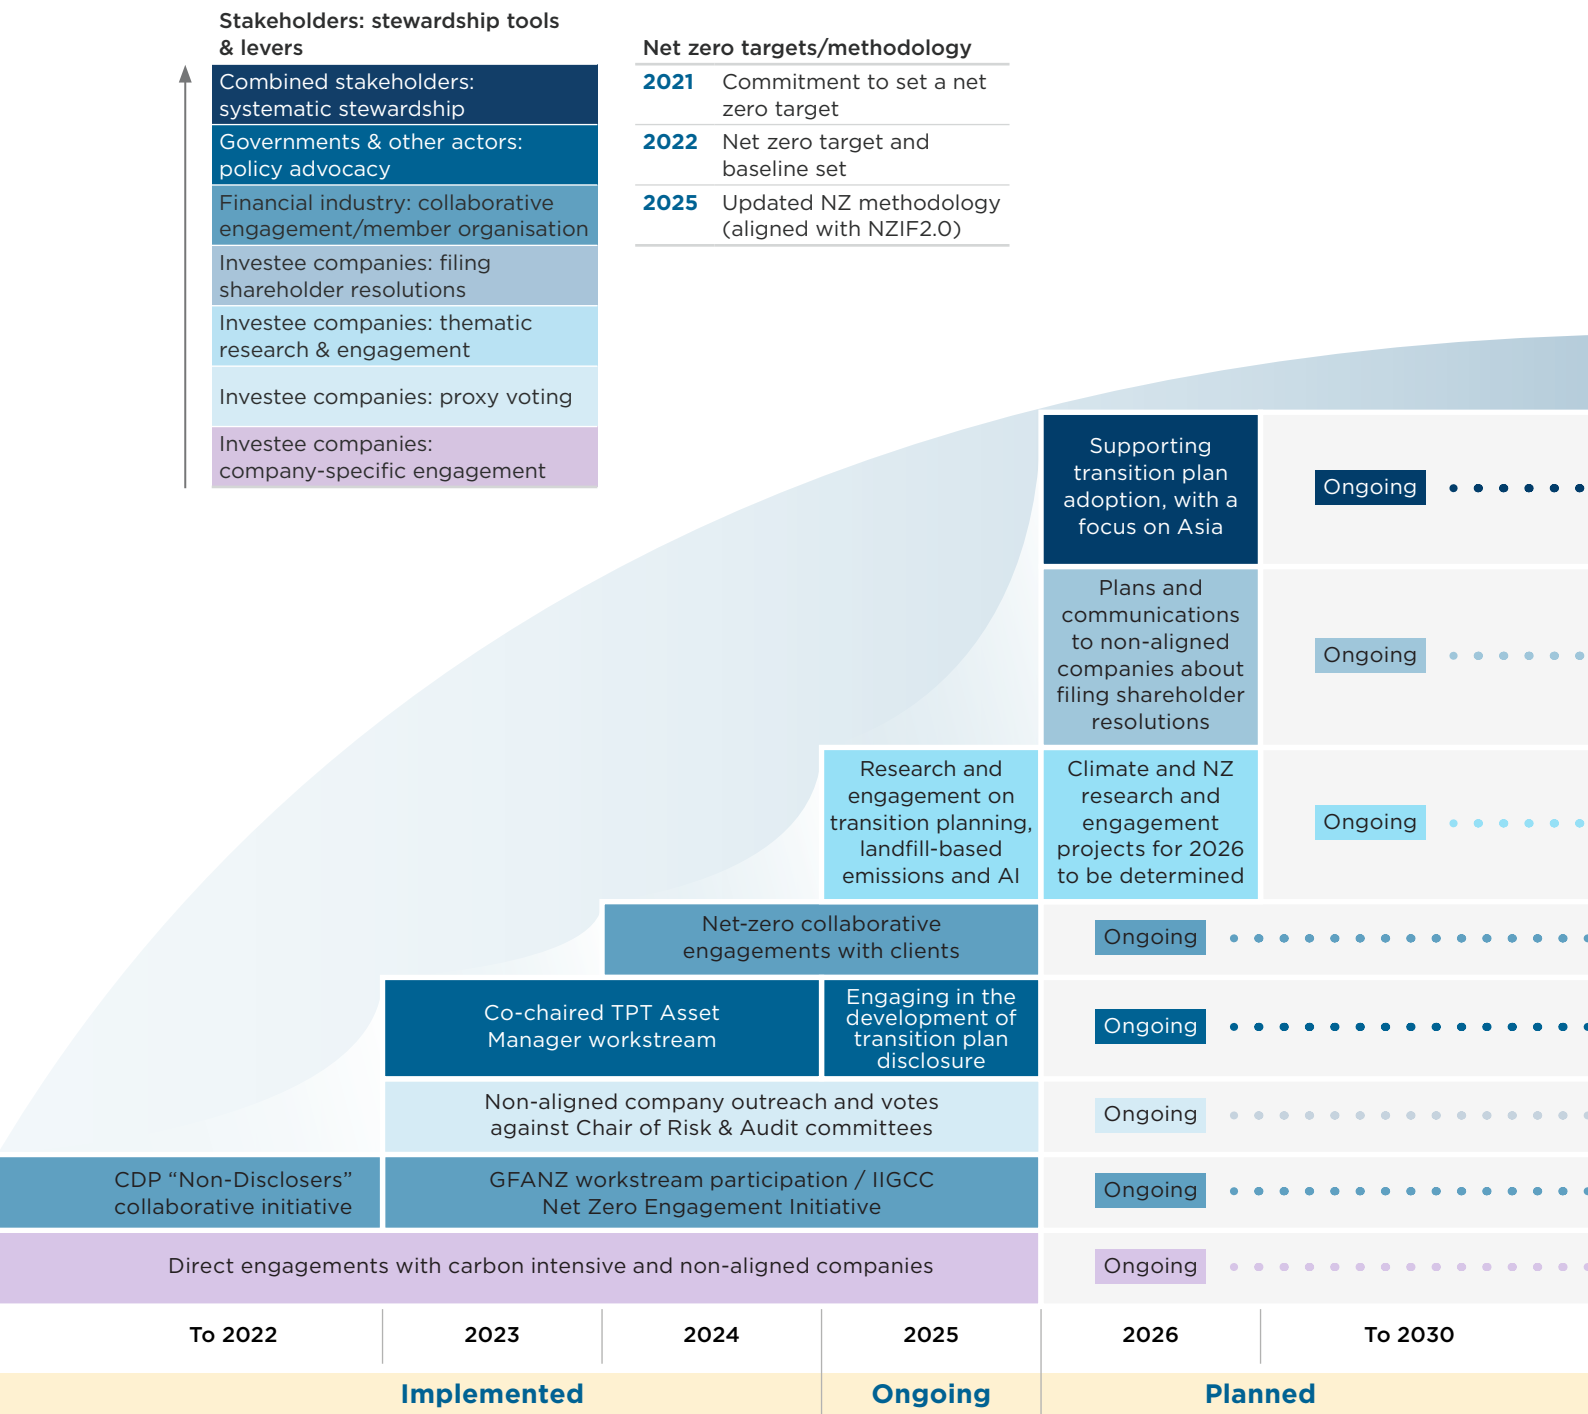 Stakeholders: stewardship tools
& levers
Combined stakeholders:
systematic stewardship
Governments & other actors:
policy advocacy
Financial industry: collaborative
engagement/member organisation
Investee companies: filing
shareholder resolutions
Investee companies: thematic
research & engagement
Investee companies: proxy voting
Investee companies:
company-specific engagement
Net zero targets/methodology
2021 Commitment to set a net
zero target
2022 Net zero target and
baseline set
2025 Updated NZ methodology
(aligned with NZIF2.0)
Supporting
transition plan
adoption, with a
focus on Asia
Ongoing
Plans and
communications
to non-aligned
companies about
filing shareholder
resolutions
Ongoing
Research and
engagement on
transition planning,
landfill-based
emissions and AI
Climate and NZ
research and
engagement
projects for 2026
to be determined
Ongoing
Net-zero collaborative
engagements with clients
Ongoing
Co-chaired TPT Asset
Manager workstream
Engaging in the
development of
transition plan
disclosure
Ongoing
Non-aligned company outreach and votes
against Chair of Risk & Audit committees
Ongoing
CDP “Non-Disclosers”
collaborative initiative
GFANZ workstream participation / IIGCC
Net Zero Engagement Initiative
Ongoing
Direct engagements with carbon intensive and non-aligned companies
Ongoing
To 2022
2023
2024
2025
2026
To 2030
Implemented
Ongoing
Planned